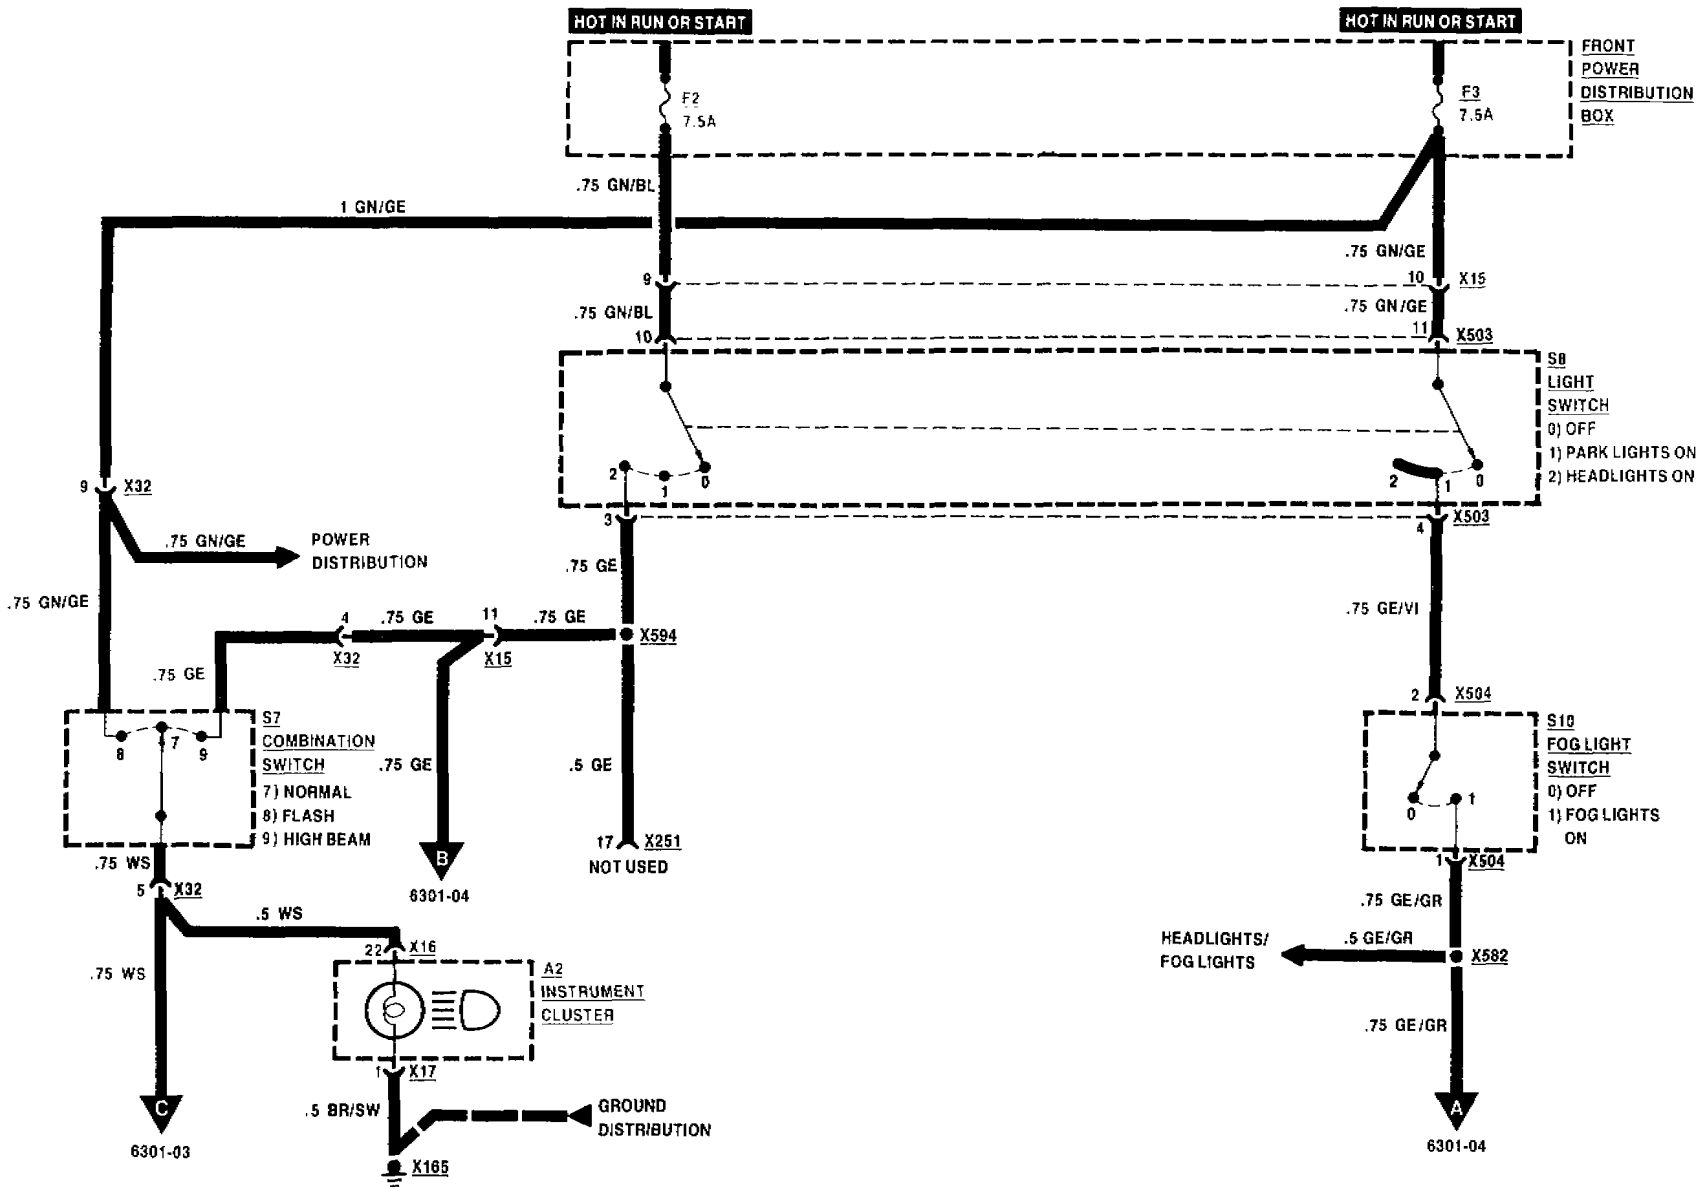 HOT IN RUN OR START
HOT IN RUN OR START
FRONT
POWER
DISTRIBUTION
BOX
F2
7.5A
F3
7.5A
.75 GN/BL
1 GN/GE
.75 GN/GE
9
10
X15
.75 GN/BL
.75 GN/GE
10
11
X503
S8
LIGHT
SWITCH
0) OFF
1) PARK LIGHTS ON
2) HEADLIGHTS ON
2
1
0
2
1
0
9
X32
3
4
X503
.75 GN/GE
POWER
DISTRIBUTION
.75 GE
.75 GN/GE
.75 GE/VI
4
.75 GE
11
.75 GE
X594
X32
X15
.75 GE
2
X504
S7
COMBINATION
SWITCH
7) NORMAL
8) FLASH
9) HIGH BEAM
8
7
9
.75 GE
.5 GE
S10
FOG LIGHT
SWITCH
0) OFF
1) FOG LIGHTS
ON
0
1
17
X251
NOT USED
B
6301-04
.75 WS
5
X32
1
X504
.75 GE/GR
.5 WS
HEADLIGHTS/
FOG LIGHTS
.5 GE/GR
X582
22
X16
.75 WS
A2
INSTRUMENT
CLUSTER
.75 GE/GR
1
X17
.5 BR/SW
GROUND
DISTRIBUTION
C
6301-03
X165
A
6301-04